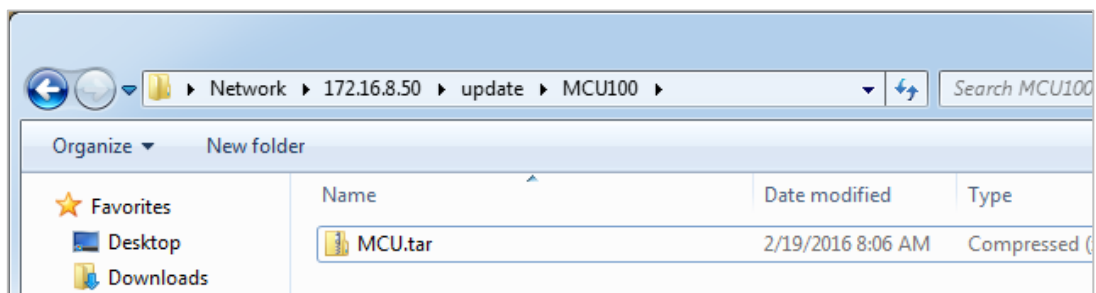 Network 172.16.8.50 update MCU100 Search MCU100
Organize New folder
Favorites Name Date modified Type
Desktop MCU.tar 2/19/2016 8:06 AM Compressed (
Downloads